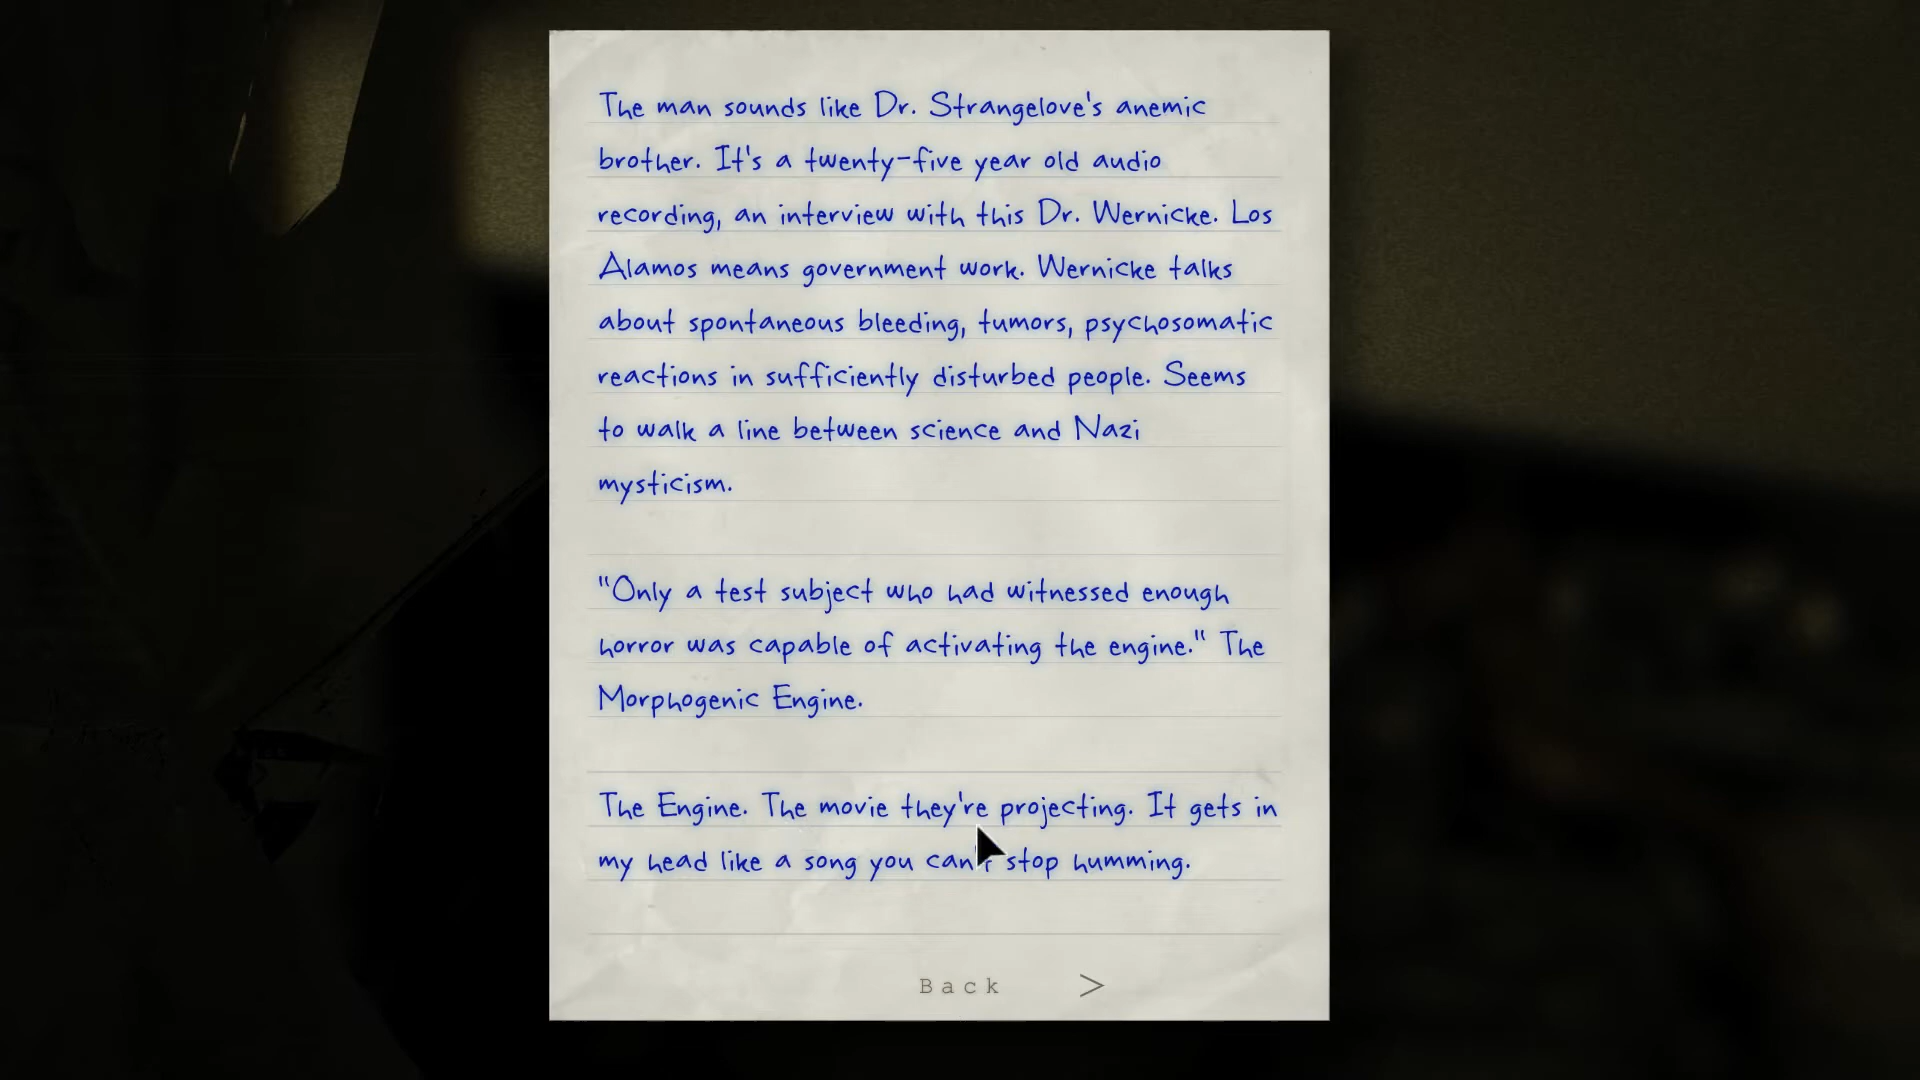 The man sounds like Dr. Strangelove's anemic
brother. It's a twenty-five year old audio
recording, an interview with this Dr. Wernicke. Los
Alamos means government work. Wernicke talks
about spontaneous bleeding, tumors, psychosomatic
reactions in sufficiently disturbed people. Seems
to walk a line between science and Nazi
mysticism.
"Only a test subject who had witnessed enough
horror was capable of activating the engine." The
Morphogenic Engine.
The Engine. The movie they're projecting. It gets in
my head like a song you can't stop humming.
Back >